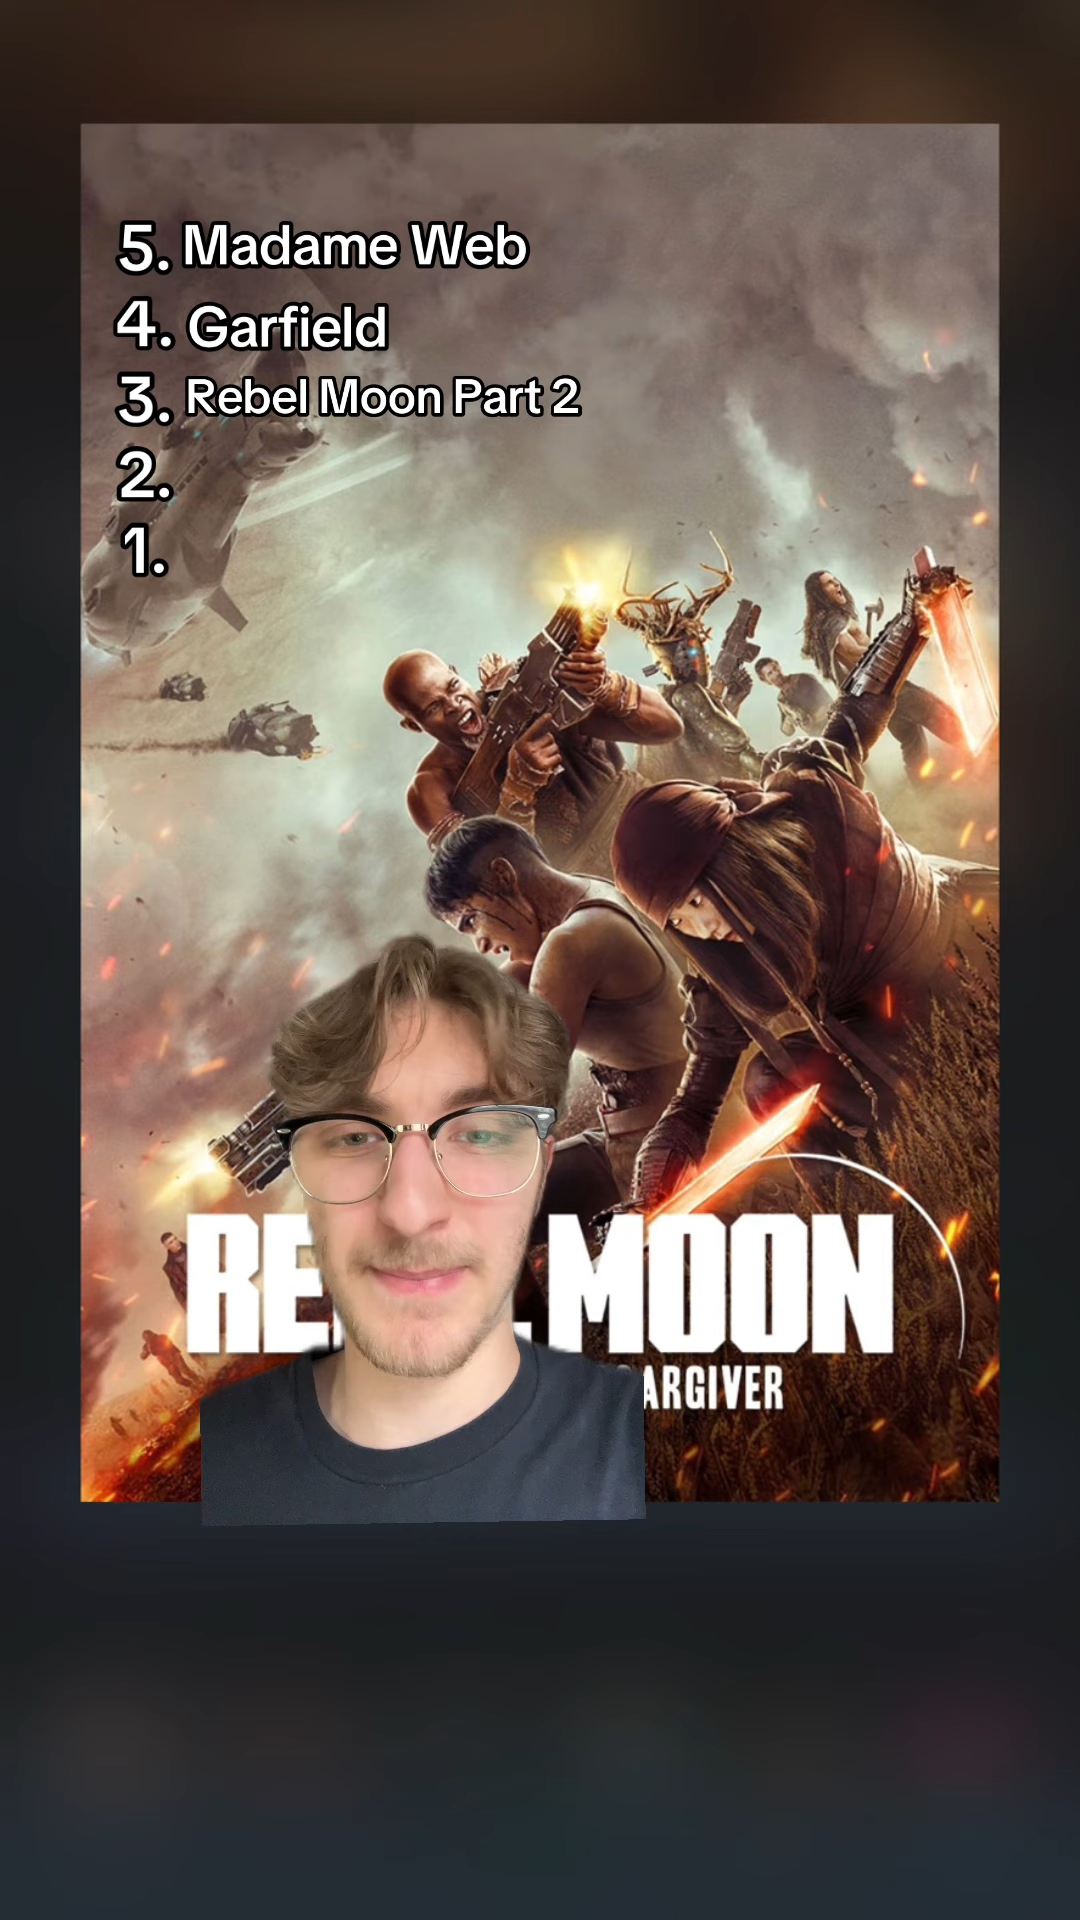 5. Madame Web
4. Garfield
3. Rebel Moon Part 2
2.
1.
RE MOON
ARGIVER